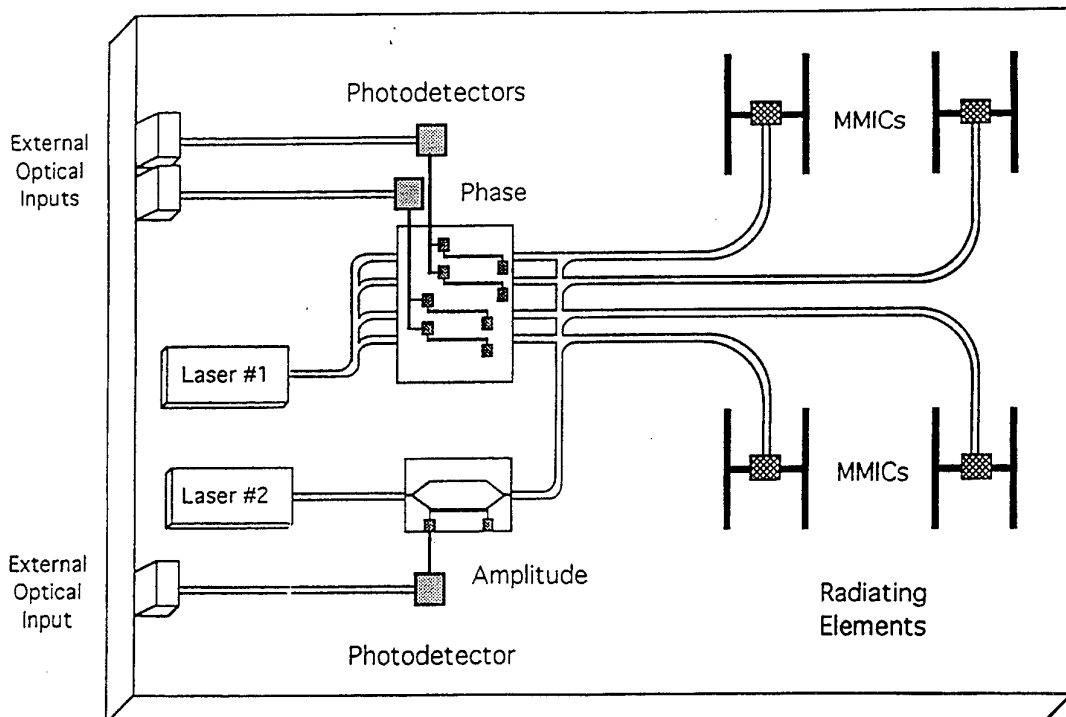 Photodetectors
MMICs
External
Optical
Inputs
Phase
Laser #1
Laser #2
MMICs
External
Optical
Input
Amplitude
Radiating
Elements
Photodetector